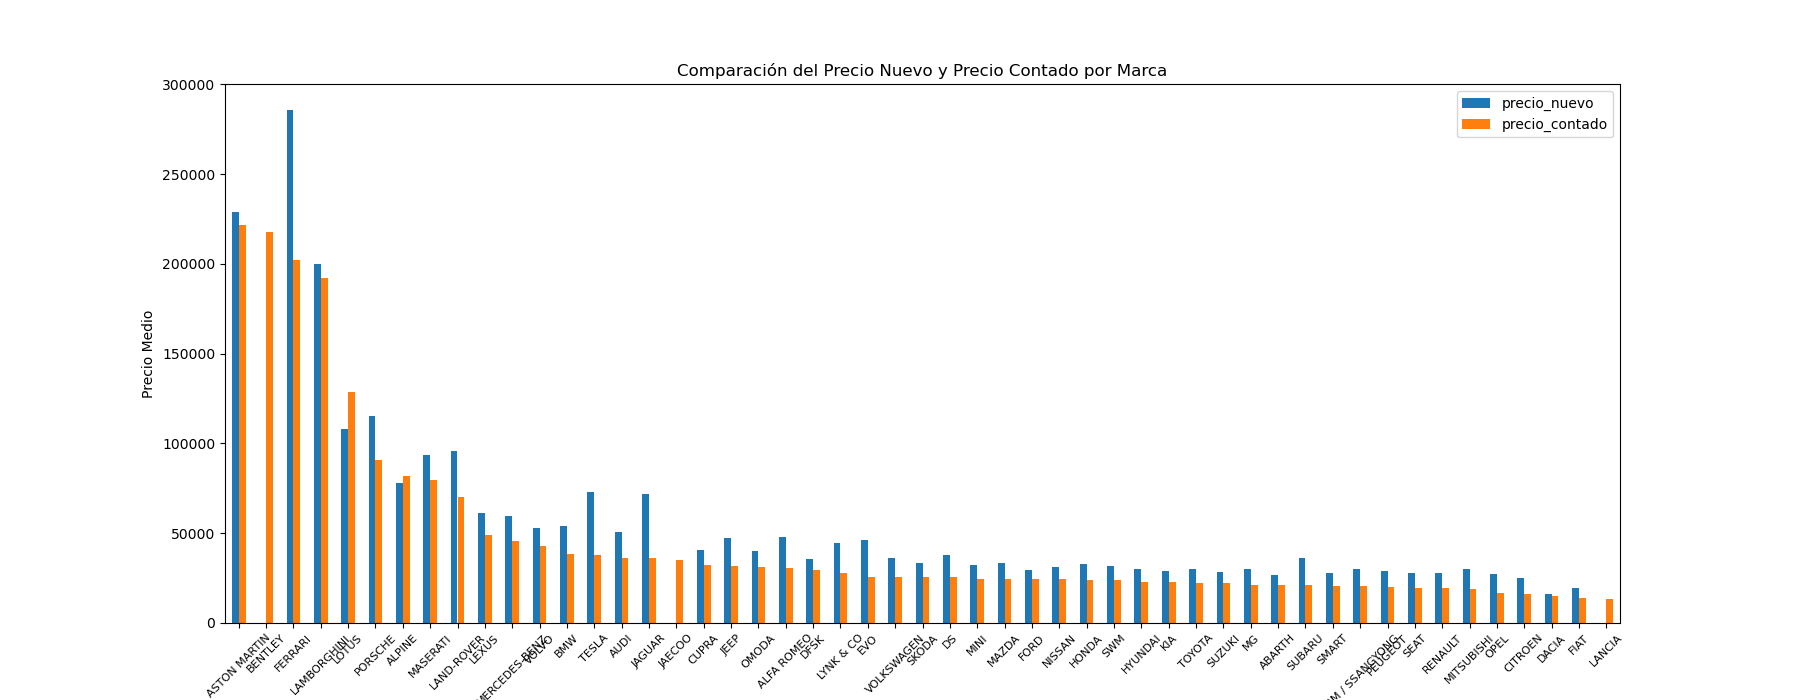 Comparación del Precio Nuevo y Precio Contado por Marca
precio_nuevo
precio_contado
Precio Medio
300000
250000
200000
150000
100000
50000
0
ASTON MARTIN
BENTLEY
FERRARI
LAMBORGHINI
LOTUS
PORSCHE
ALPINE
MASERATI
LAND-ROVER
LEXUS
MERCEDES-BENZ
VOLVO
BMW
TESLA
AUDI
JAGUAR
JAECOO
CUPRA
JEEP
OMODA
ALFA ROMEO
DFSK
LYNK & CO
EVO
VOLKSWAGEN
SKODA
DS
MINI
MAZDA
FORD
NISSAN
HONDA
SWM
HYUNDAI
KIA
TOYOTA
SUZUKI
MG
ABARTH
SUBARU
SMART
/ SSANGYONG
PEUGEOT
SEAT
RENAULT
MITSUBISHI
OPEL
CITROEN
DACIA
FIAT
LANCIA